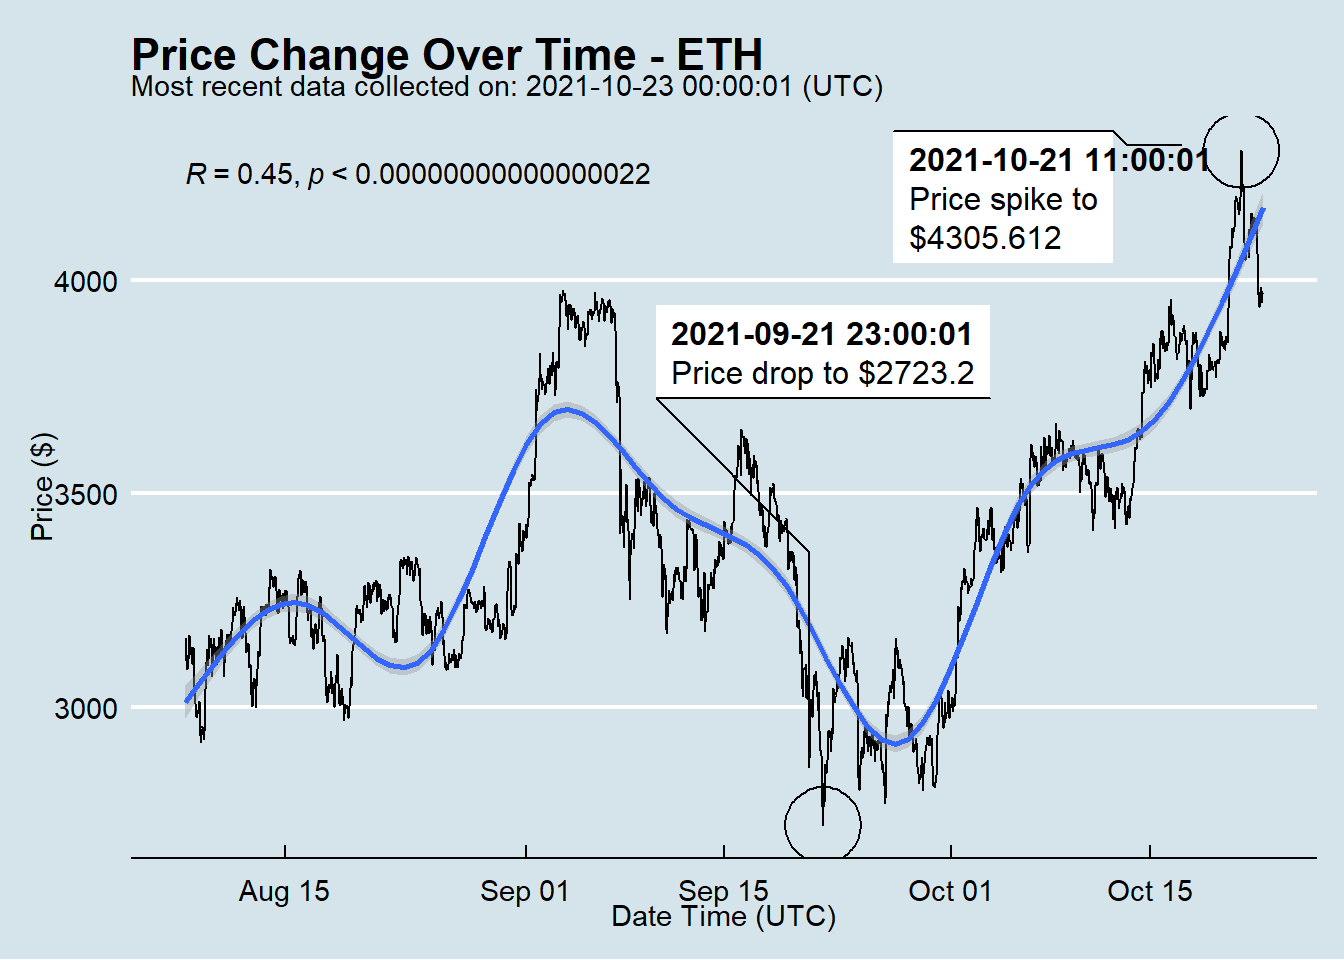 Price Change Over Time - ETH
Most recent data collected on: 2021-10-23 00:00:01 (UTC)
R = 0.45, p < 0.00000000000000022
2021-10-21 11:00:01
Price spike to
$4305.612
2021-09-21 23:00:01
Price drop to $2723.2
4000
3500
3000
Price ($)
Aug 15
Sep 01
Sep 15
Oct 01
Oct 15
Date Time (UTC)